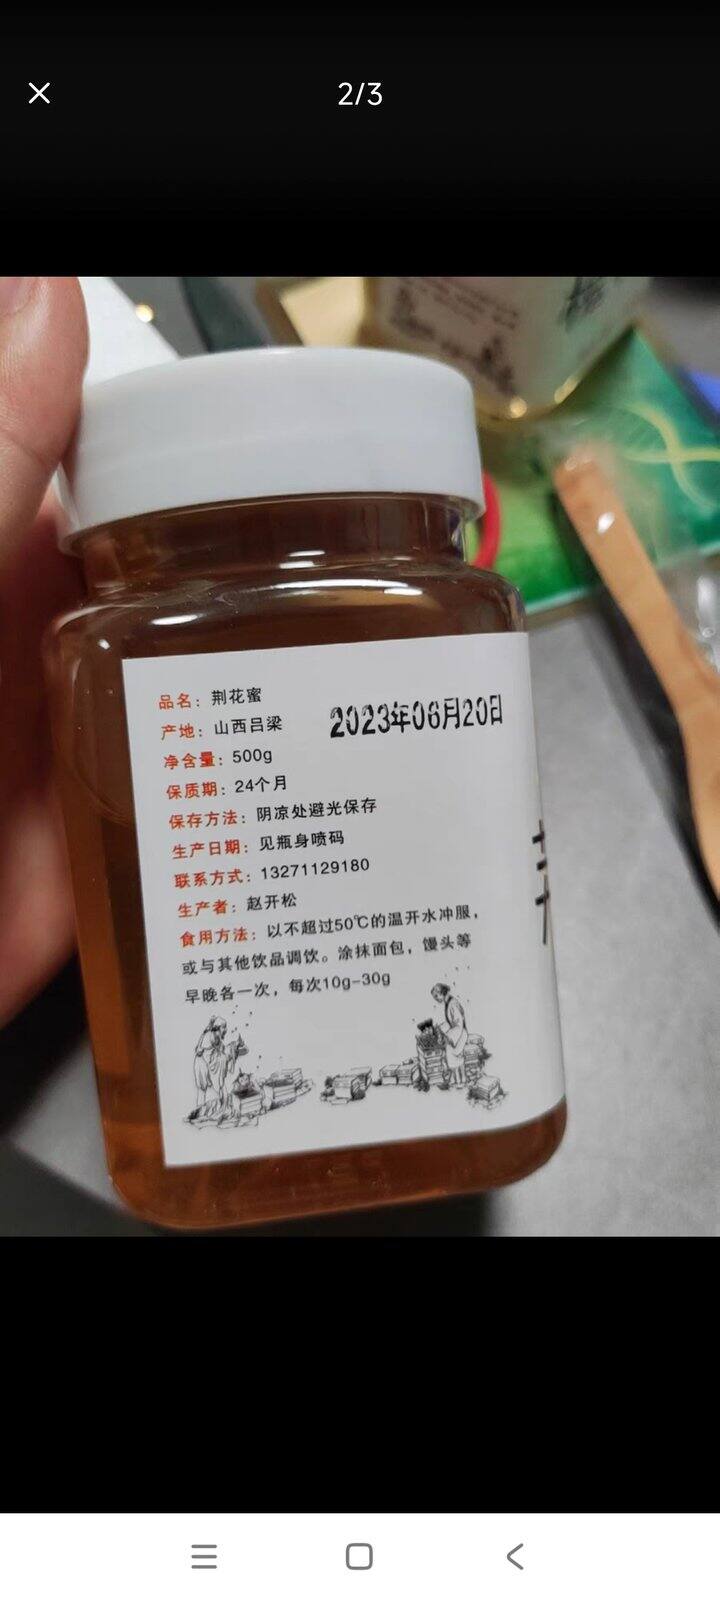 2/3
品名：荆花蜜
产地：山西吕梁
2023年06月20日
净含量：500g
保质期：24个月
保存方法：阴凉处避光保存
生产日期：见瓶身喷码
联系方式：13271129180
生产者：赵开松
食用方法：以不超过50℃的温开水冲服，
或与其他饮品调饮。涂抹面包，馒头等
早晚各一次，每次10g-30g